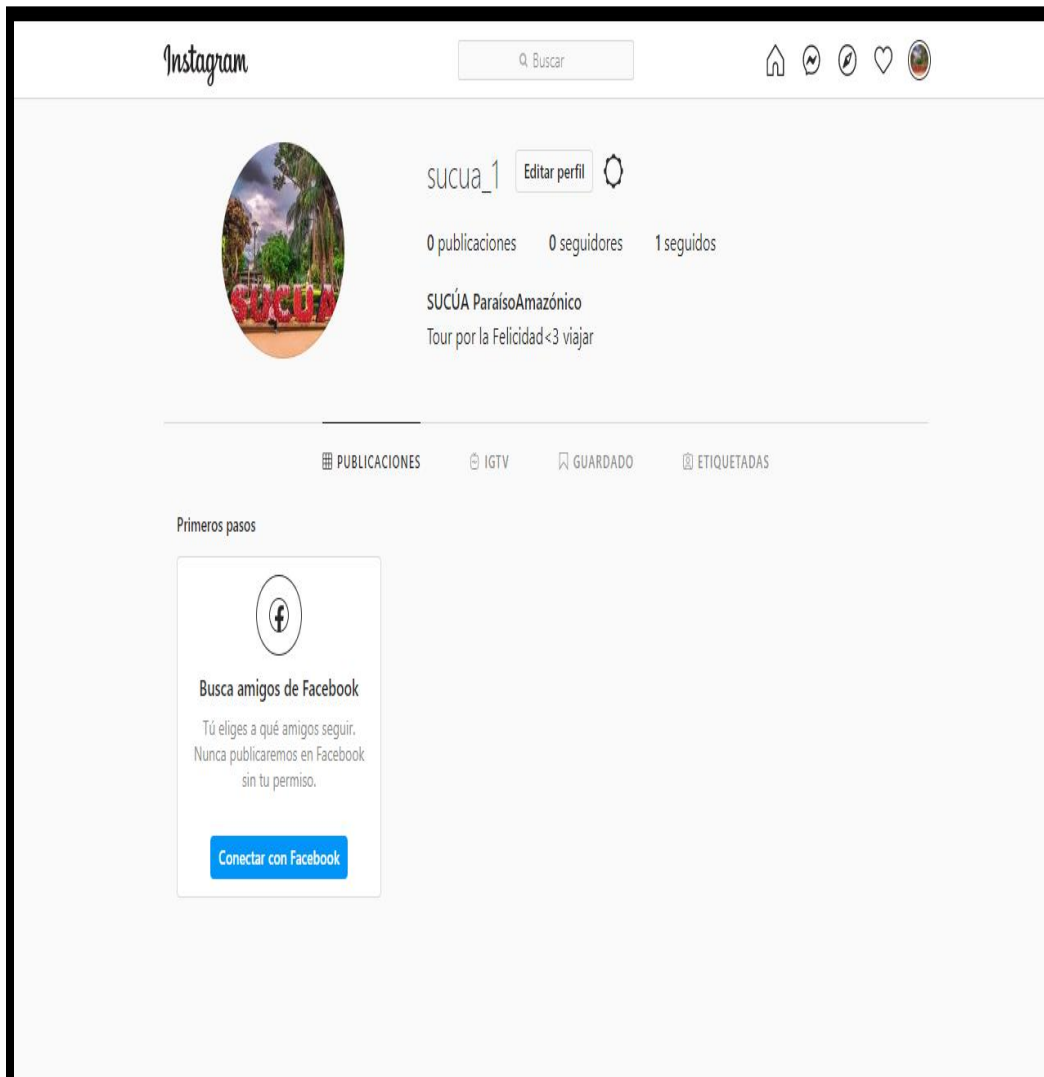 Instagram
Buscar
sucua_1 Editar perfil
0 publicaciones 0 seguidores 1 seguidos
SUCÚA ParaísoAmazónico
Tour por la Felicidad<3 viajar
SUCÚA
PUBLICACIONES IGTV GUARDADO ETIQUETADAS
Primeros pasos
Busca amigos de Facebook
Tú eliges a qué amigos seguir.
Nunca publicaremos en Facebook
sin tu permiso.
Conectar con Facebook